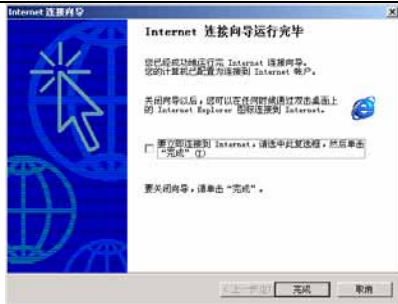 Internet 连接向导
Internet 连接向导运行完毕
您已经成功地运行完 Internet 连接向导。
您的计算机已配置为连接到 Internet 帐户。
关闭向导以后，您可以在任何时候通过双击桌面上
的 Internet Explorer 图标连接到 Internet。
要立即连接到 Internet，请选中此复选框，然后单击
“完成” (I)
要关闭向导，请单击“完成”。
完成
取消